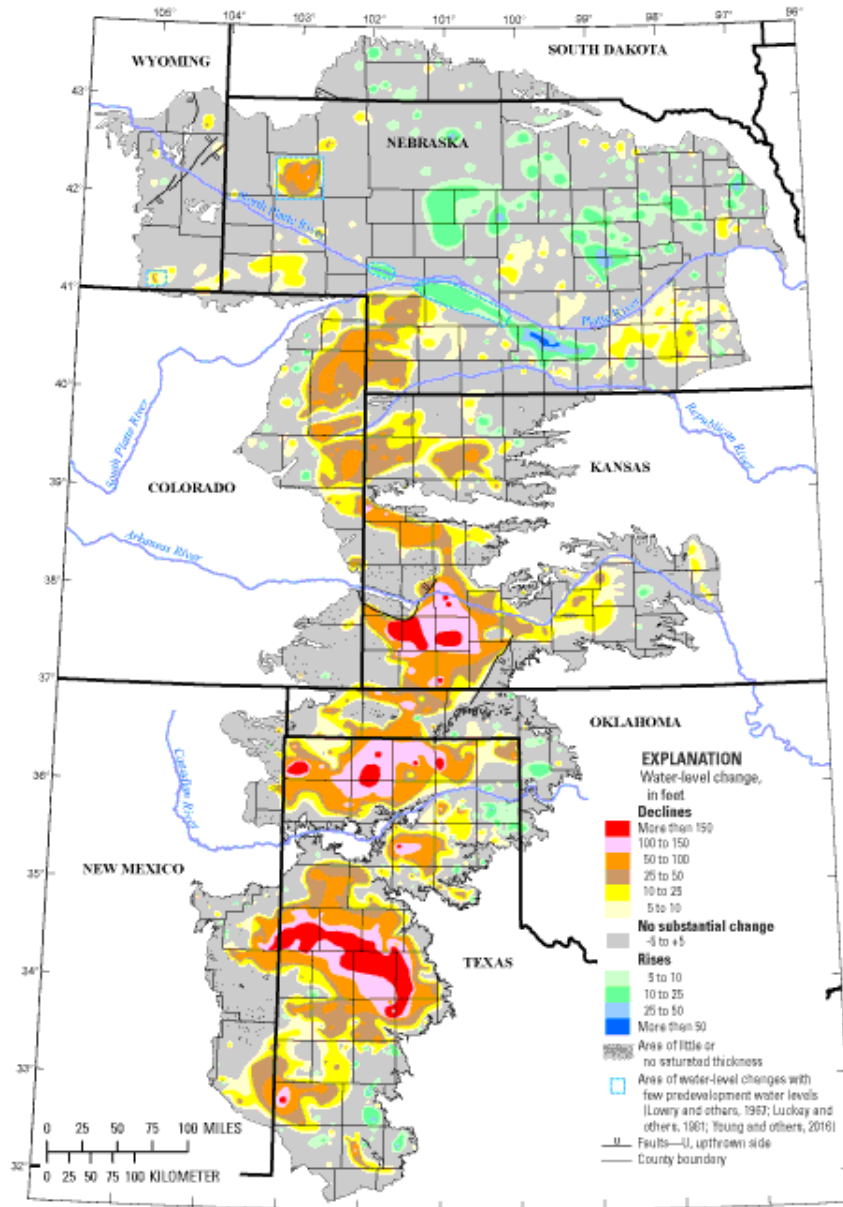 105° 104° 103° 102° 101° 100° 99° 98° 97° 96°
WYOMING
SOUTH DAKOTA
43°
NEBRASKA
42°
North Platte River
41°
Platte River
40°
South Platte River
Republican River
39°
COLORADO
KANSAS
Arkansas River
38°
37°
OKLAHOMA
Canadian River
36°
35°
NEW MEXICO
TEXAS
34°
33°
32°
EXPLANATION
Water-level change,
in feet
Declines
More than 150
100 to 150
50 to 100
25 to 50
10 to 25
5 to 10
No substantial change
-5 to +5
Rises
5 to 10
10 to 25
25 to 50
More than 50
Area of little or
no saturated thickness
Area of water-level changes with
few predevelopment water levels
(Lowry and others, 1967; Luckey and
others, 1981; Young and others, 2016)
U Faults—U, upthrown side
County boundary
0 25 50 75 100 MILES
0 25 50 75 100 KILOMETER